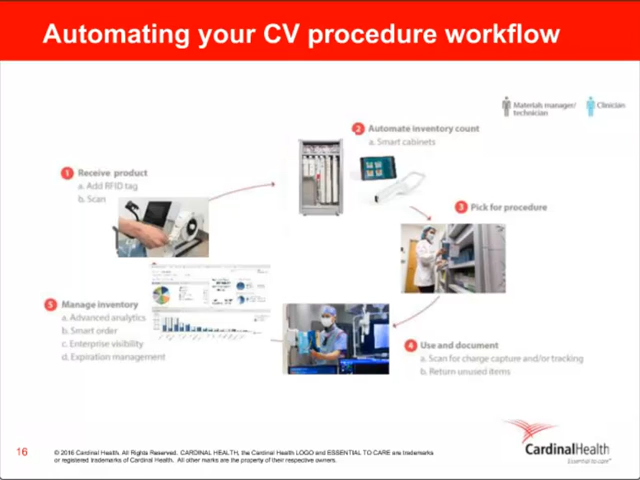 Automating your CV procedure workflow
Materials manager/
technician
Clinician
1 Receive product
a. Add RFID tag
b. Scan
2 Automate inventory count
a. Smart cabinets
3 Pick for procedure
4 Use and document
a. Scan for charge capture and/or tracking
b. Return unused items
5 Manage inventory
a. Advanced analytics
b. Smart order
c. Enterprise visibility
d. Expiration management
CardinalHealth
Essential to care™
16
© 2016 Cardinal Health. All Rights Reserved. CARDINAL HEALTH, the Cardinal Health LOGO and ESSENTIAL TO CARE are trademarks
or registered trademarks of Cardinal Health. All other marks are the property of their respective owners.